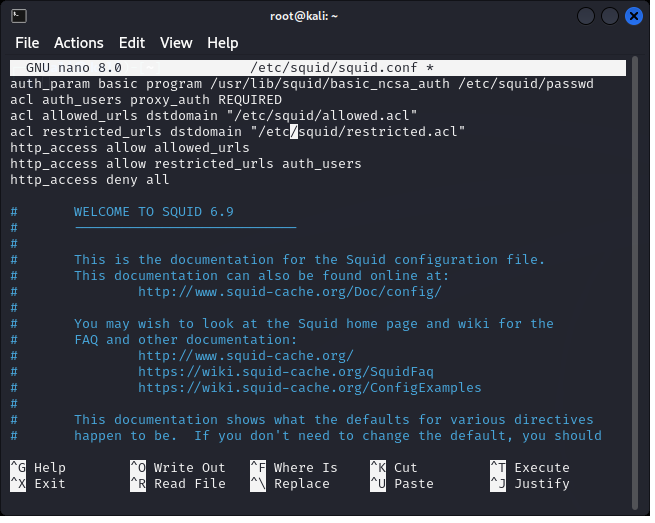 root@kali: ~
File Actions Edit View Help
GNU nano 8.0 /etc/squid/squid.conf *
auth_param basic program /usr/lib/squid/basic_ncsa_auth /etc/squid/passwd
acl auth_users proxy_auth REQUIRED
acl allowed_urls dstdomain "/etc/squid/allowed.acl"
acl restricted_urls dstdomain "/etc/squid/restricted.acl"
http_access allow allowed_urls
http_access allow restricted_urls auth_users
http_access deny all
# WELCOME TO SQUID 6.9
# ----------------------------
#
# This is the documentation for the Squid configuration file.
# This documentation can also be found online at:
# http://www.squid-cache.org/Doc/config/
#
# You may wish to look at the Squid home page and wiki for the
# FAQ and other documentation:
# http://www.squid-cache.org/
# https://wiki.squid-cache.org/SquidFaq
# https://wiki.squid-cache.org/ConfigExamples
#
# This documentation shows what the defaults for various directives
# happen to be.  If you don't need to change the default, you should
^G Help ^O Write Out ^F Where Is ^K Cut ^T Execute
^X Exit ^R Read File ^\ Replace ^U Paste ^J Justify